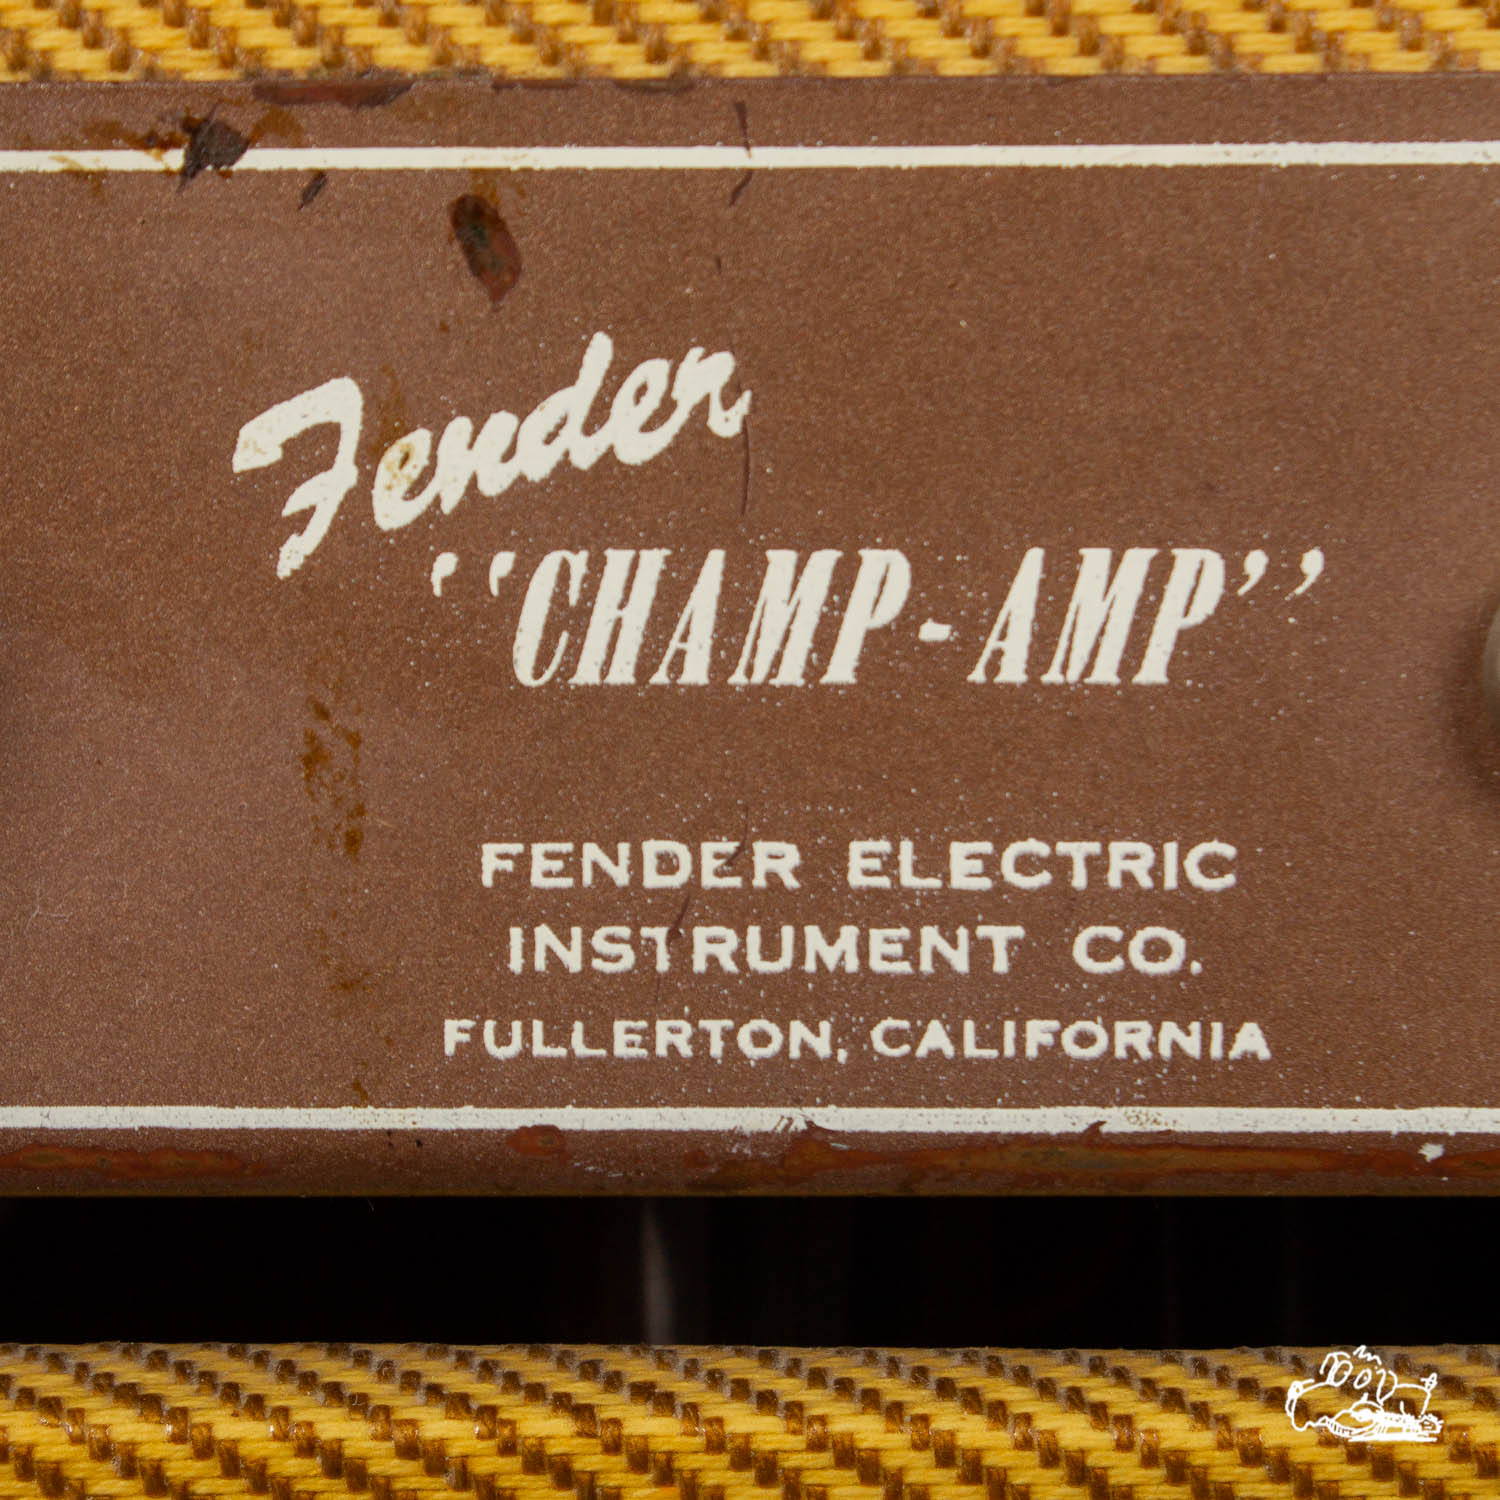 Fender
“CHAMP-AMP”
FENDER ELECTRIC
INSTRUMENT CO.
FULLERTON, CALIFORNIA